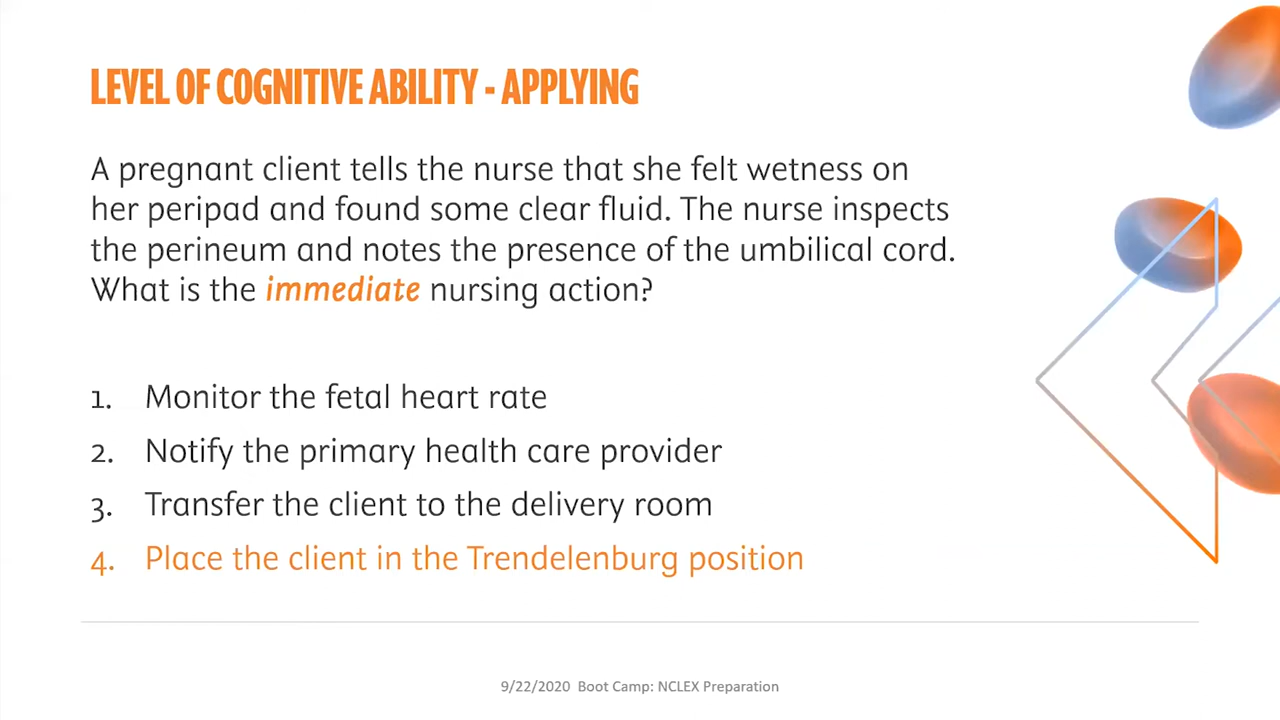 LEVEL OF COGNITIVE ABILITY - APPLYING
A pregnant client tells the nurse that she felt wetness on
her peripad and found some clear fluid. The nurse inspects
the perineum and notes the presence of the umbilical cord.
What is the immediate nursing action?
1. Monitor the fetal heart rate
2. Notify the primary health care provider
3. Transfer the client to the delivery room
4. Place the client in the Trendelenburg position
9/22/2020 Boot Camp: NCLEX Preparation